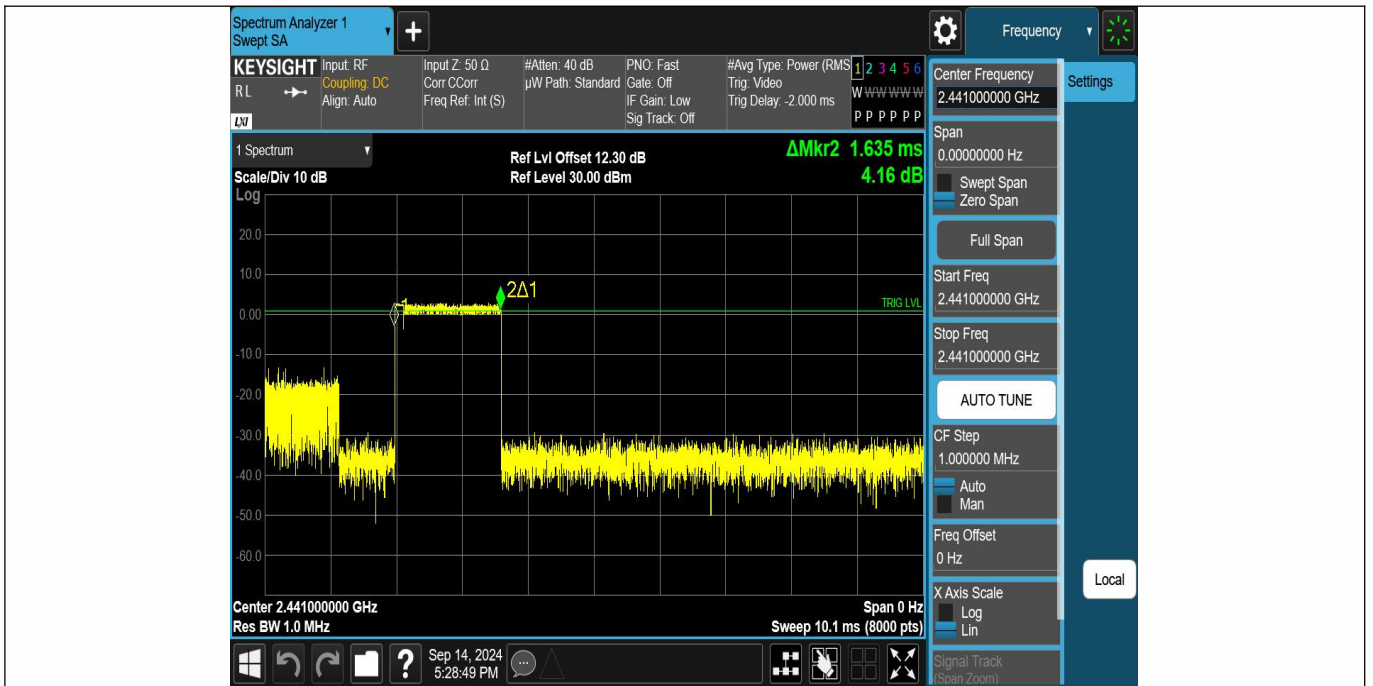 Spectrum Analyzer 1
Swept SA
Frequency
KEYSIGHT
RL
LXI
Input: RF
Coupling: DC
Align: Auto
Input Z: 50 Ω
Corr CCorr
Freq Ref: Int (S)
#Atten: 40 dB
µW Path: Standard
PNO: Fast
Gate: Off
IF Gain: Low
Sig Track: Off
#Avg Type: Power (RMS
Trig: Video
Trig Delay: -2.000 ms
1 2 3 4 5 6
W W W W W W
P P P P P P
1 Spectrum
Scale/Div 10 dB
Log
Ref Lvl Offset 12.30 dB
Ref Level 30.00 dBm
ΔMkr2 1.635 ms
4.16 dB
20.0
10.0
0.00
-10.0
-20.0
-30.0
-40.0
-50.0
-60.0
2Δ1
TRIG LVL
Center 2.441000000 GHz
Res BW 1.0 MHz
Span 0 Hz
Sweep 10.1 ms (8000 pts)
Sep 14, 2024
5:28:49 PM
Center Frequency
2.441000000 GHz
Settings
Span
0.00000000 Hz
Swept Span
Zero Span
Full Span
Start Freq
2.441000000 GHz
Stop Freq
2.441000000 GHz
AUTO TUNE
CF Step
1.000000 MHz
Auto
Man
Freq Offset
0 Hz
X Axis Scale
Log
Lin
Local
Signal Track
(Span Zoom)